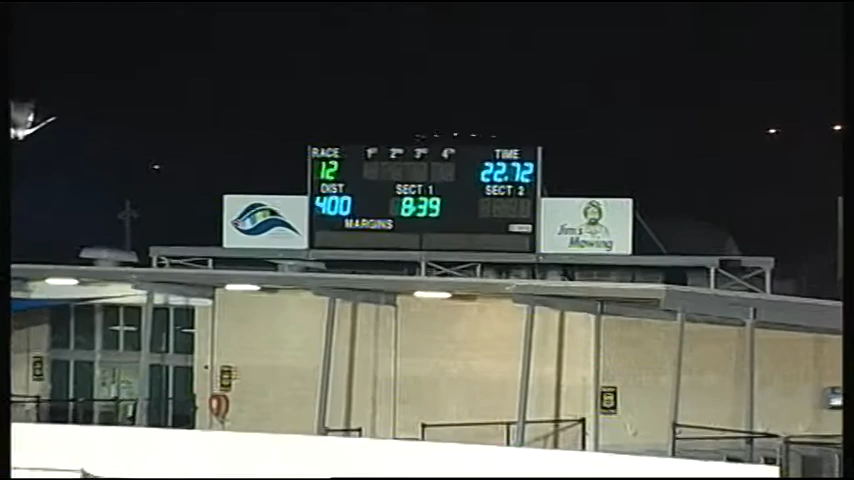 RACE 1ST 2ND 3RD 4TH TIME
12 22.72
DIST SECT 1 SECT 2
400 8.39
MARGINS
Jim's
Mowing